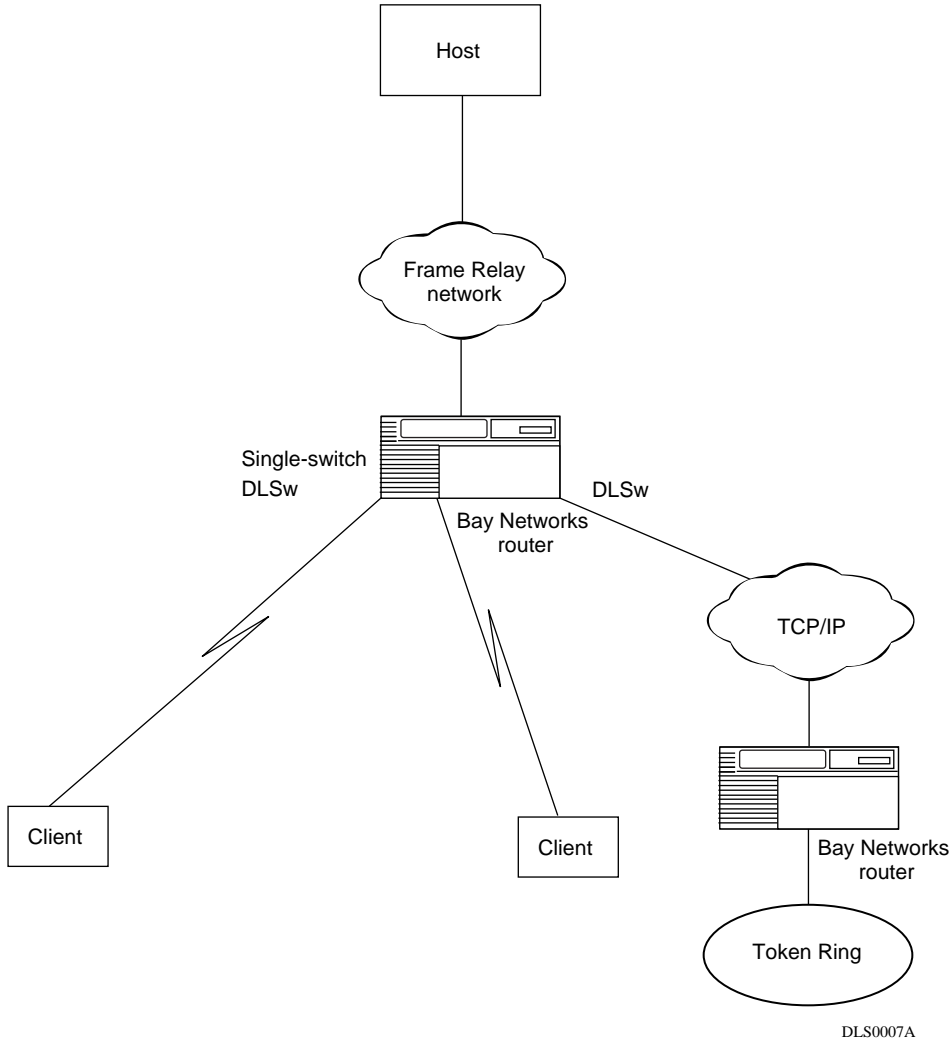 Host
Frame Relay
network
Single-switch
DLSw
DLSw
Bay Networks
router
TCP/IP
Client
Client
Bay Networks
router
Token Ring
DLS0007A